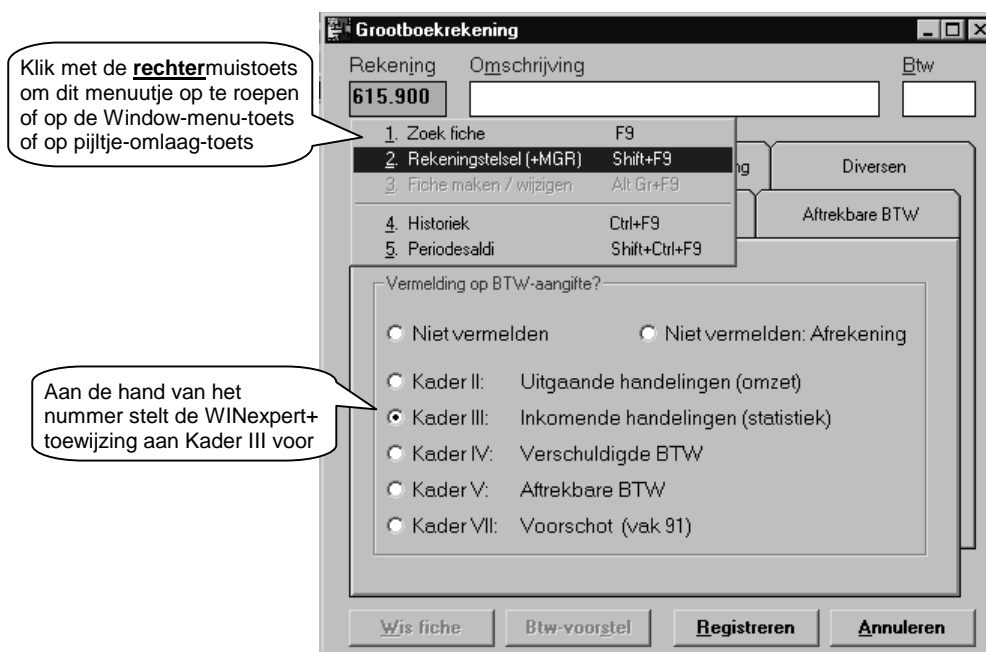 Grootboekrekening
Klik met de rechtermuistoets
om dit menuutje op te roepen
of op de Window-menu-toets
of op pijltje-omlaag-toets
Rekening Omschrijving Btw
615.900
1. Zoek fiche F9
2. Rekeningstelsel (+MGR) Shift+F9
3. Fiche maken / wijzigen Alt Gr+F9
4. Historiek Ctrl+F9
5. Periodesaldi Shift+Ctrl+F9
ng Diversen
Aftrekbare BTW
Vermelding op BTW-aangifte?
Niet vermelden Niet vermelden: Afrekening
Aan de hand van het
nummer stelt de WINexpert+
toewijzing aan Kader III voor
Kader II: Uitgaande handelingen (omzet)
Kader III: Inkomende handelingen (statistiek)
Kader IV: Verschuldigde BTW
Kader V: Aftrekbare BTW
Kader VII: Voorschot (vak 91)
Wis fiche Btw-voorstel Registreren Annuleren